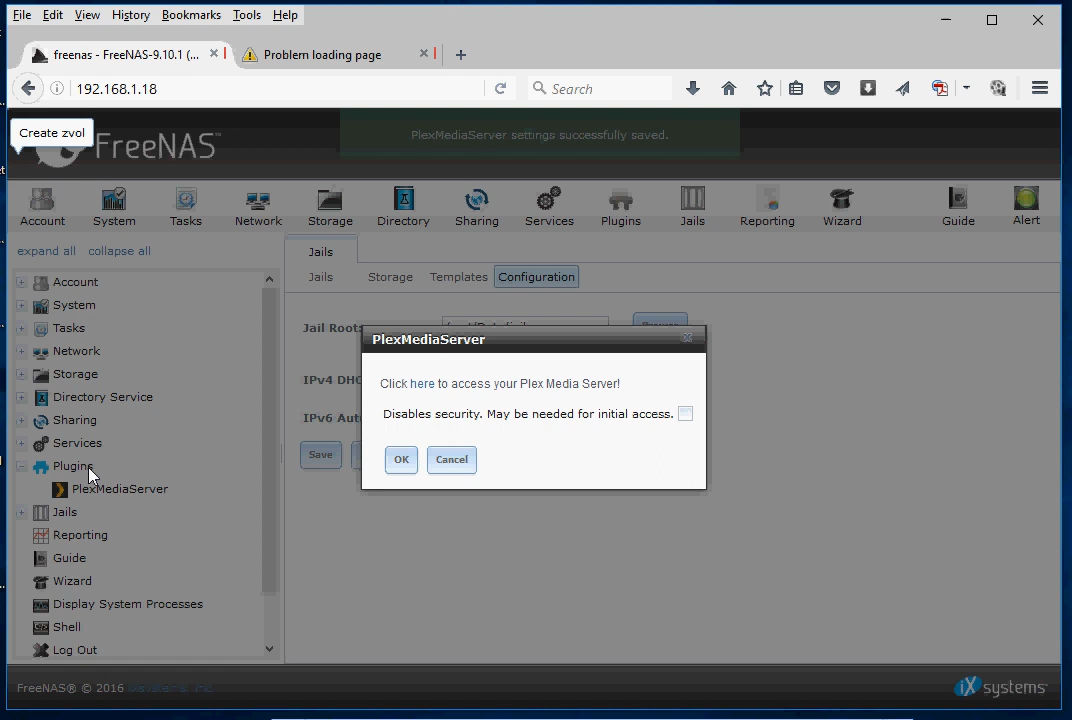 File Edit View History Bookmarks Tools Help
freenas - FreeNAS-9.10.1 (...
Problem loading page
192.168.1.18
Search
Create zvol
FreeNAS™
PlexMediaServer settings successfully saved.
Account System Tasks Network Storage Directory Sharing Services Plugins Jails Reporting Wizard Guide Alert
expand all collapse all
Jails
Jails Storage Templates Configuration
Account
System
Tasks
Network
Storage
Directory Service
Sharing
Services
Plugins
PlexMediaServer
Jails
Reporting
Guide
Wizard
Display System Processes
Shell
Log Out
Jail Root:
IPv4 DHC
IPv6 Aut
Save
PlexMediaServer
Click here to access your Plex Media Server!
Disables security. May be needed for initial access.
OK Cancel
FreeNAS® © 2016
iXsystems